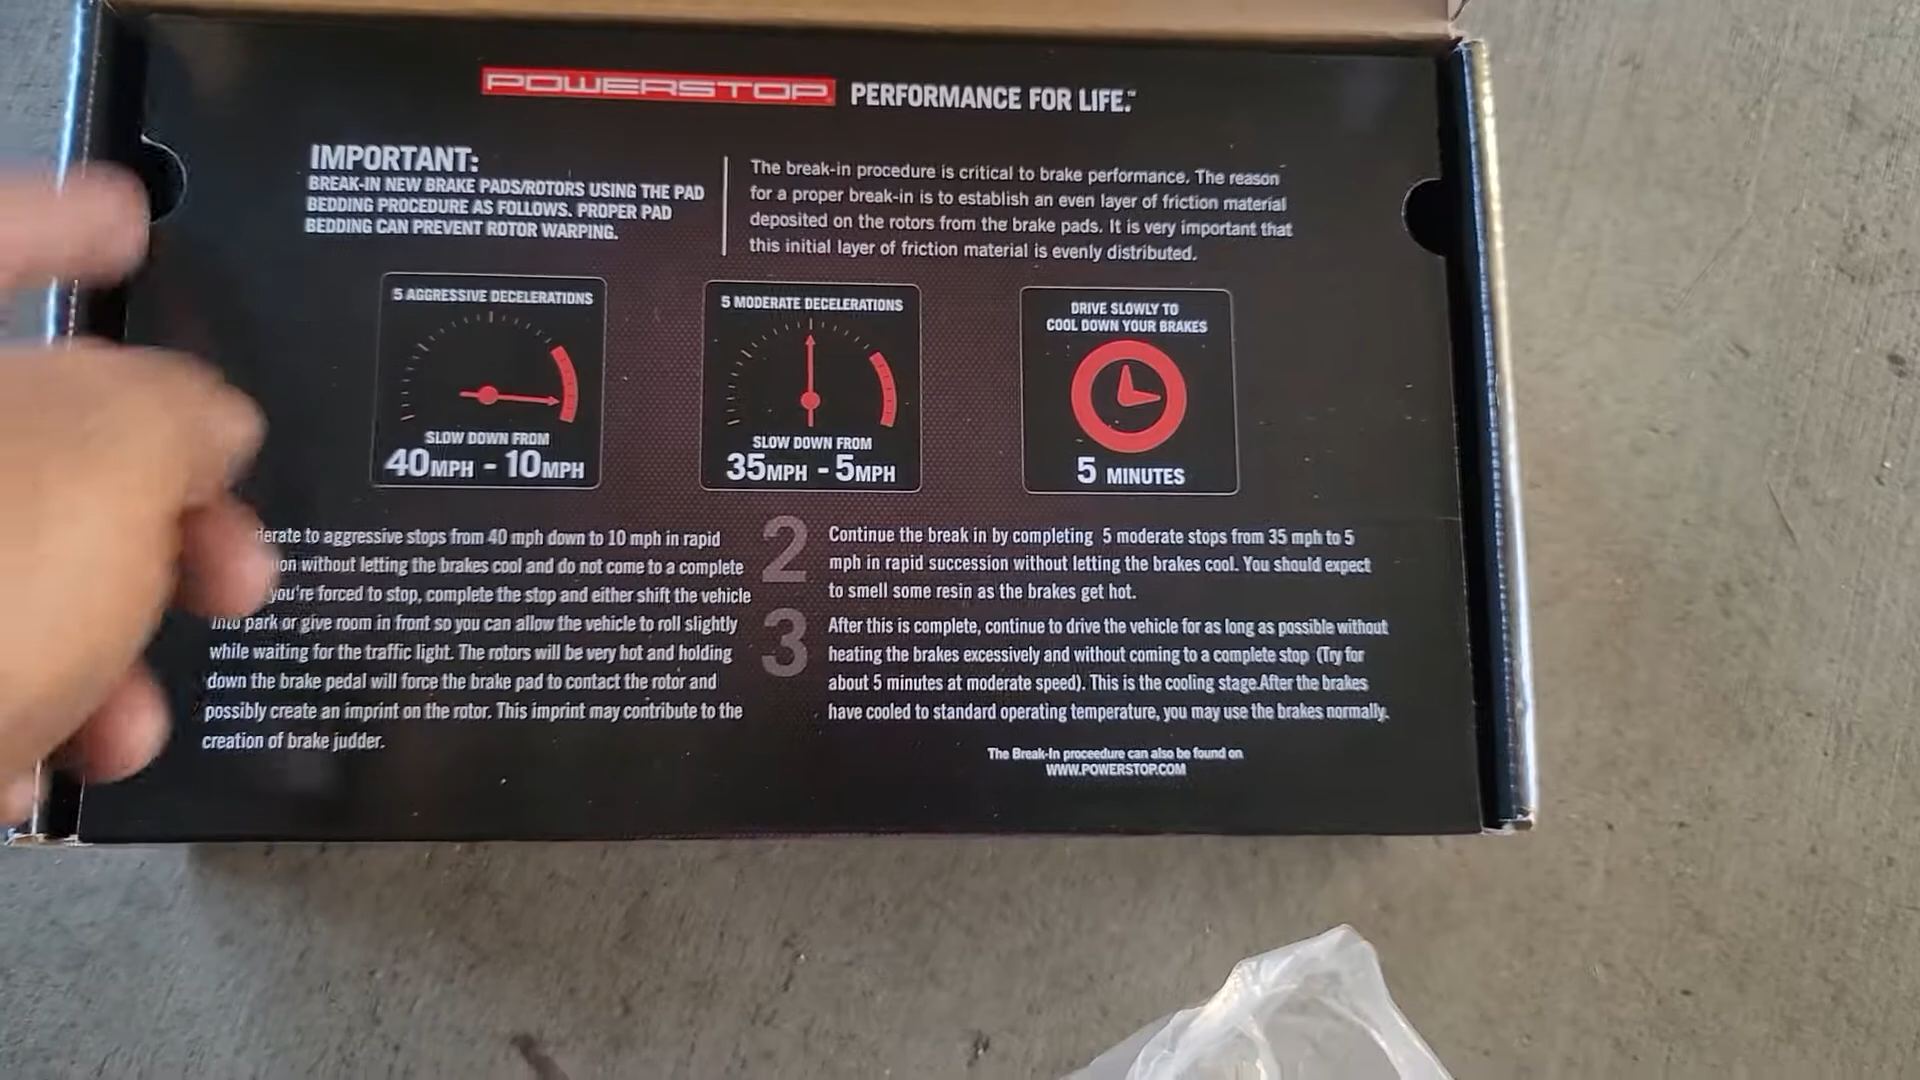 POWERSTOP PERFORMANCE FOR LIFE.™
IMPORTANT:
BREAK-IN NEW BRAKE PADS/ROTORS USING THE PAD
BEDDING PROCEDURE AS FOLLOWS. PROPER PAD
BEDDING CAN PREVENT ROTOR WARPING.
The break-in procedure is critical to brake performance. The reason
for a proper break-in is to establish an even layer of friction material
deposited on the rotors from the brake pads. It is very important that
this initial layer of friction material is evenly distributed.
5 AGGRESSIVE DECELERATIONS
SLOW DOWN FROM
40MPH - 10MPH
5 MODERATE DECELERATIONS
SLOW DOWN FROM
35MPH - 5MPH
DRIVE SLOWLY TO
COOL DOWN YOUR BRAKES
5 MINUTES
to aggressive stops from 40 mph down to 10 mph in rapid
without letting the brakes cool and do not come to a complete
you're forced to stop, complete the stop and either shift the vehicle
into park or give room in front so you can allow the vehicle to roll slightly
while waiting for the traffic light. The rotors will be very hot and holding
down the brake pedal will force the brake pad to contact the rotor and
possibly create an imprint on the rotor. This imprint may contribute to the
creation of brake judder.
2
Continue the break in by completing 5 moderate stops from 35 mph to 5
mph in rapid succession without letting the brakes cool. You should expect
to smell some resin as the brakes get hot.
3
After this is complete, continue to drive the vehicle for as long as possible without
heating the brakes excessively and without coming to a complete stop (Try for
about 5 minutes at moderate speed). This is the cooling stage.After the brakes
have cooled to standard operating temperature, you may use the brakes normally.
The Break-In proceedure can also be found on
WWW.POWERSTOP.COM